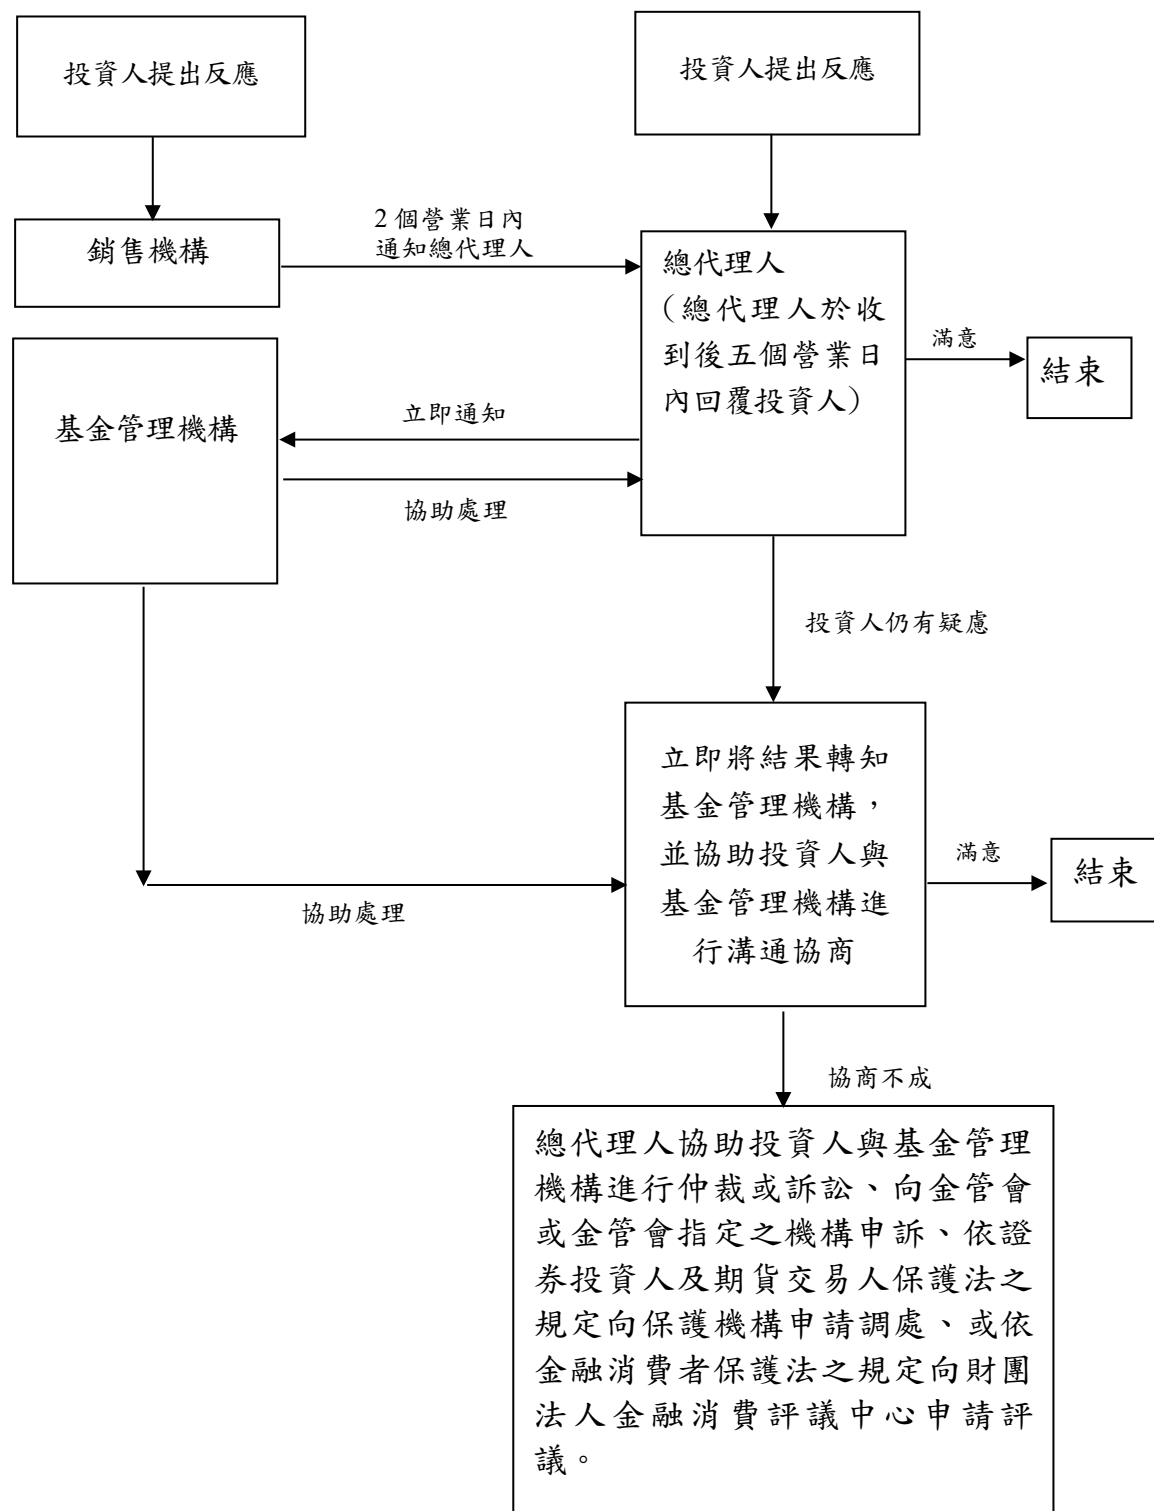 投資人提出反應
投資人提出反應
銷售機構
2 個營業日內
通知總代理人
總代理人
（總代理人於收
到後五個營業日
內回覆投資人）
滿意
結束
基金管理機構
立即通知
協助處理
投資人仍有疑慮
立即將結果轉知
基金管理機構，
並協助投資人與
基金管理機構進
行溝通協商
滿意
結束
協助處理
協商不成
總代理人協助投資人與基金管理
機構進行仲裁或訴訟、向金管會
或金管會指定之機構申訴、依證
券投資人及期貨交易人保護法之
規定向保護機構申請調處、或依
金融消費者保護法之規定向財團
法人金融消費評議中心申請評
議。